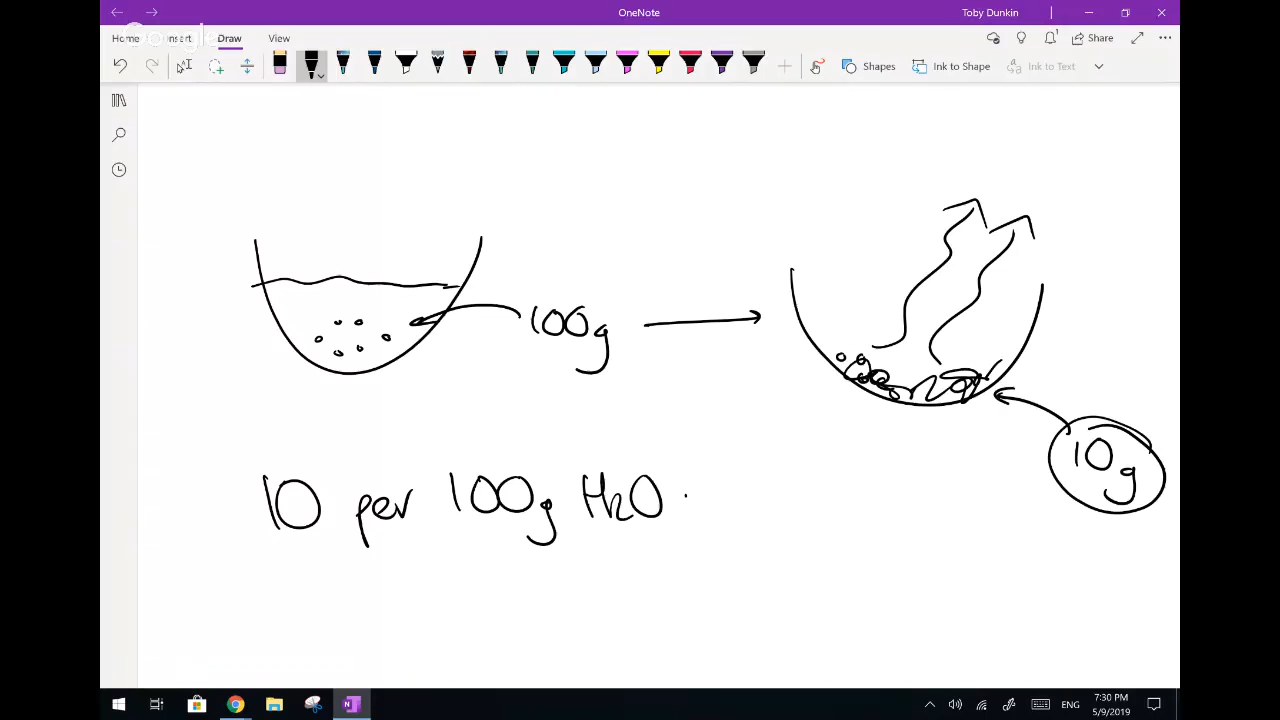 OneNote
Toby Dunkin
Home
Insert
Draw
View
Share
Shapes
Ink to Shape
Ink to Text
100g
10g
10 per 100g H2O
ENG
7:30 PM
5/9/2019